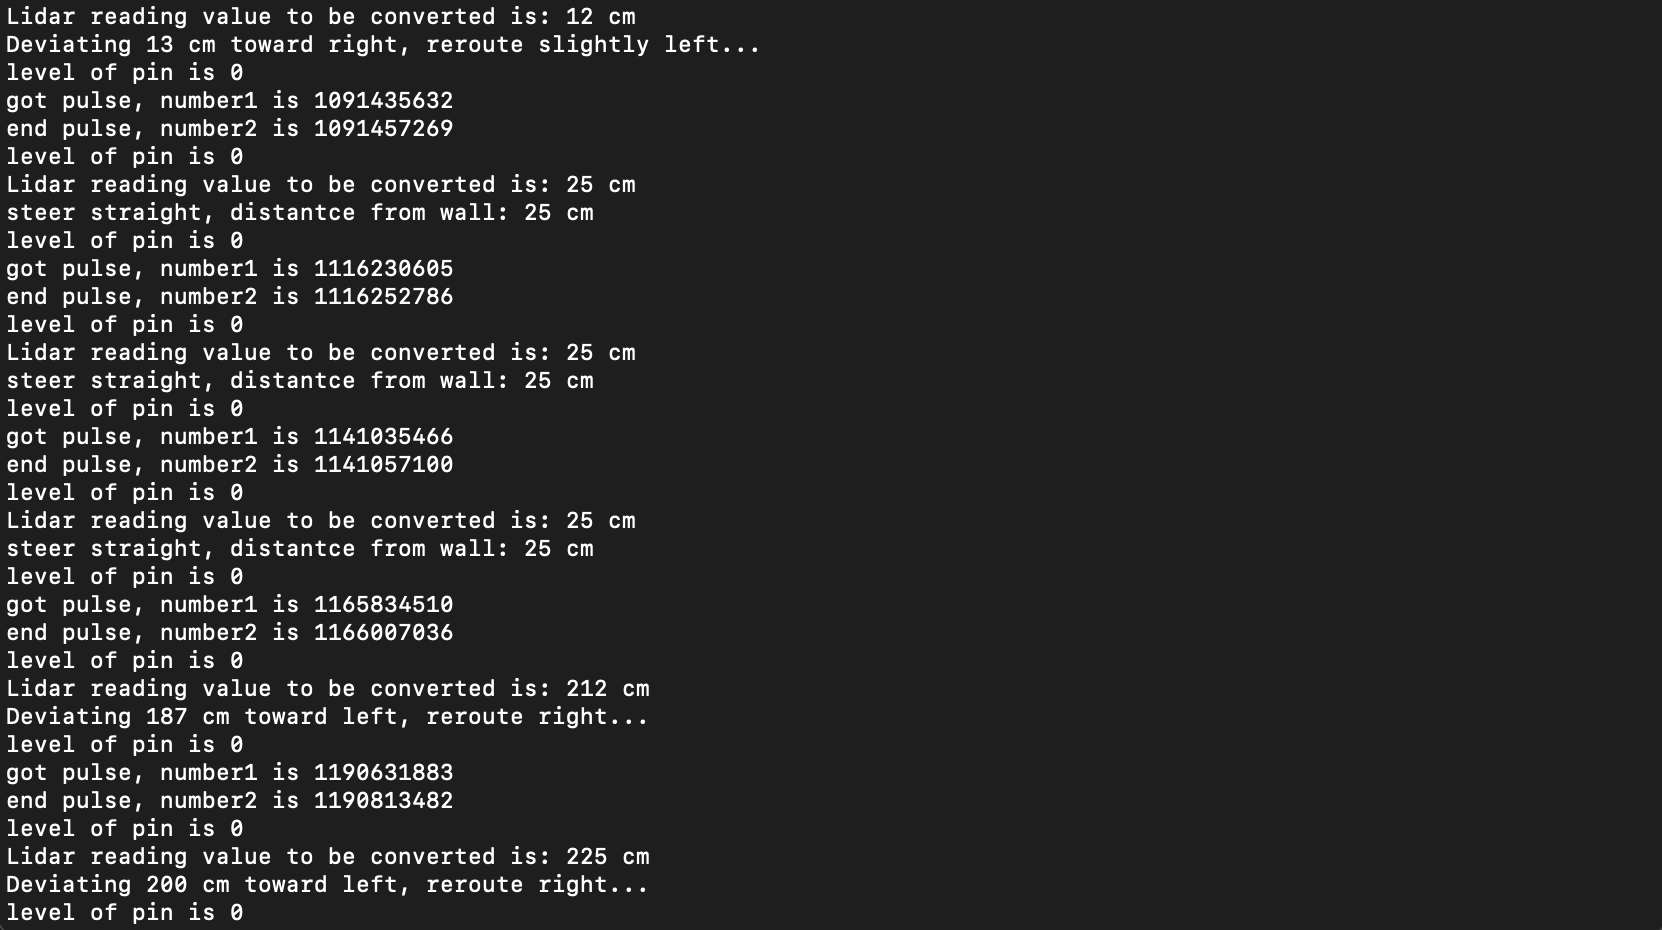 Lidar reading value to be converted is: 12 cm
Deviating 13 cm toward right, reroute slightly left...
level of pin is 0
got pulse, number1 is 1091435632
end pulse, number2 is 1091457269
level of pin is 0
Lidar reading value to be converted is: 25 cm
steer straight, distantce from wall: 25 cm
level of pin is 0
got pulse, number1 is 1116230605
end pulse, number2 is 1116252786
level of pin is 0
Lidar reading value to be converted is: 25 cm
steer straight, distantce from wall: 25 cm
level of pin is 0
got pulse, number1 is 1141035466
end pulse, number2 is 1141057100
level of pin is 0
Lidar reading value to be converted is: 25 cm
steer straight, distantce from wall: 25 cm
level of pin is 0
got pulse, number1 is 1165834510
end pulse, number2 is 1166007036
level of pin is 0
Lidar reading value to be converted is: 212 cm
Deviating 187 cm toward left, reroute right...
level of pin is 0
got pulse, number1 is 1190631883
end pulse, number2 is 1190813482
level of pin is 0
Lidar reading value to be converted is: 225 cm
Deviating 200 cm toward left, reroute right...
level of pin is 0